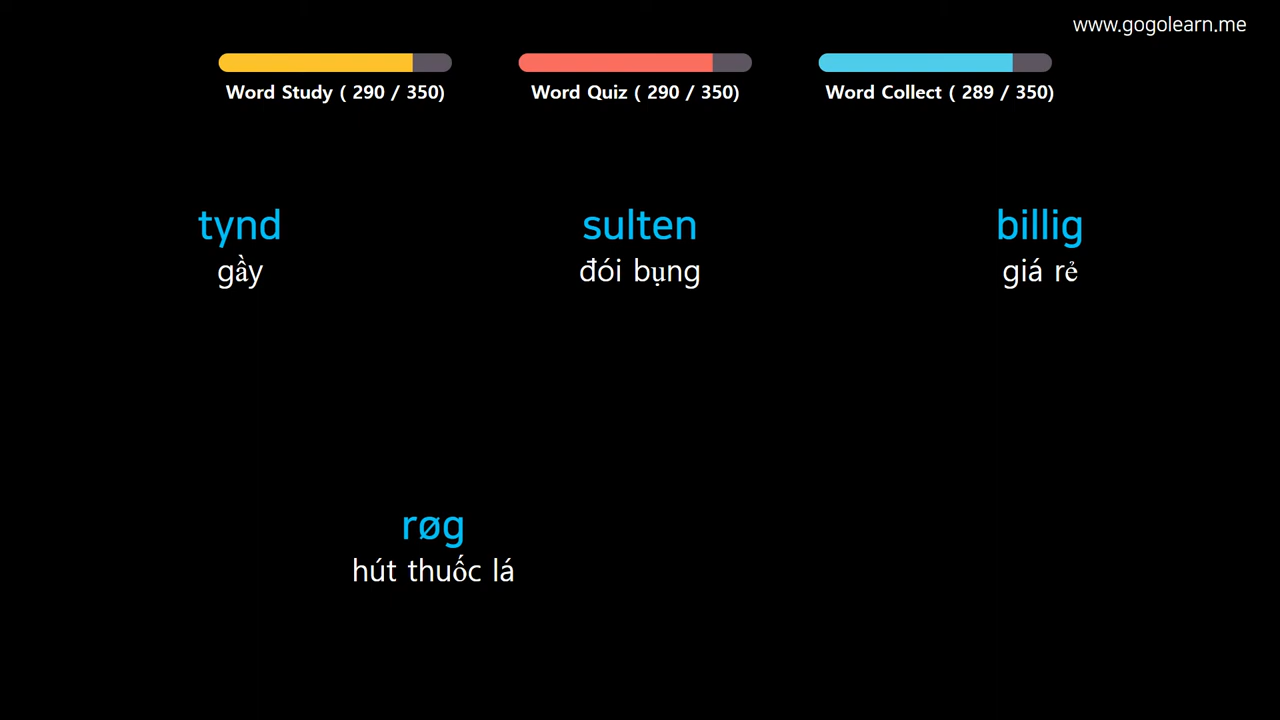 www.gogolearn.me
Word Study ( 290 / 350)
Word Quiz ( 290 / 350)
Word Collect ( 289 / 350)
tynd
gầy
sulten
đói bụng
billig
giá rẻ
røg
hút thuốc lá